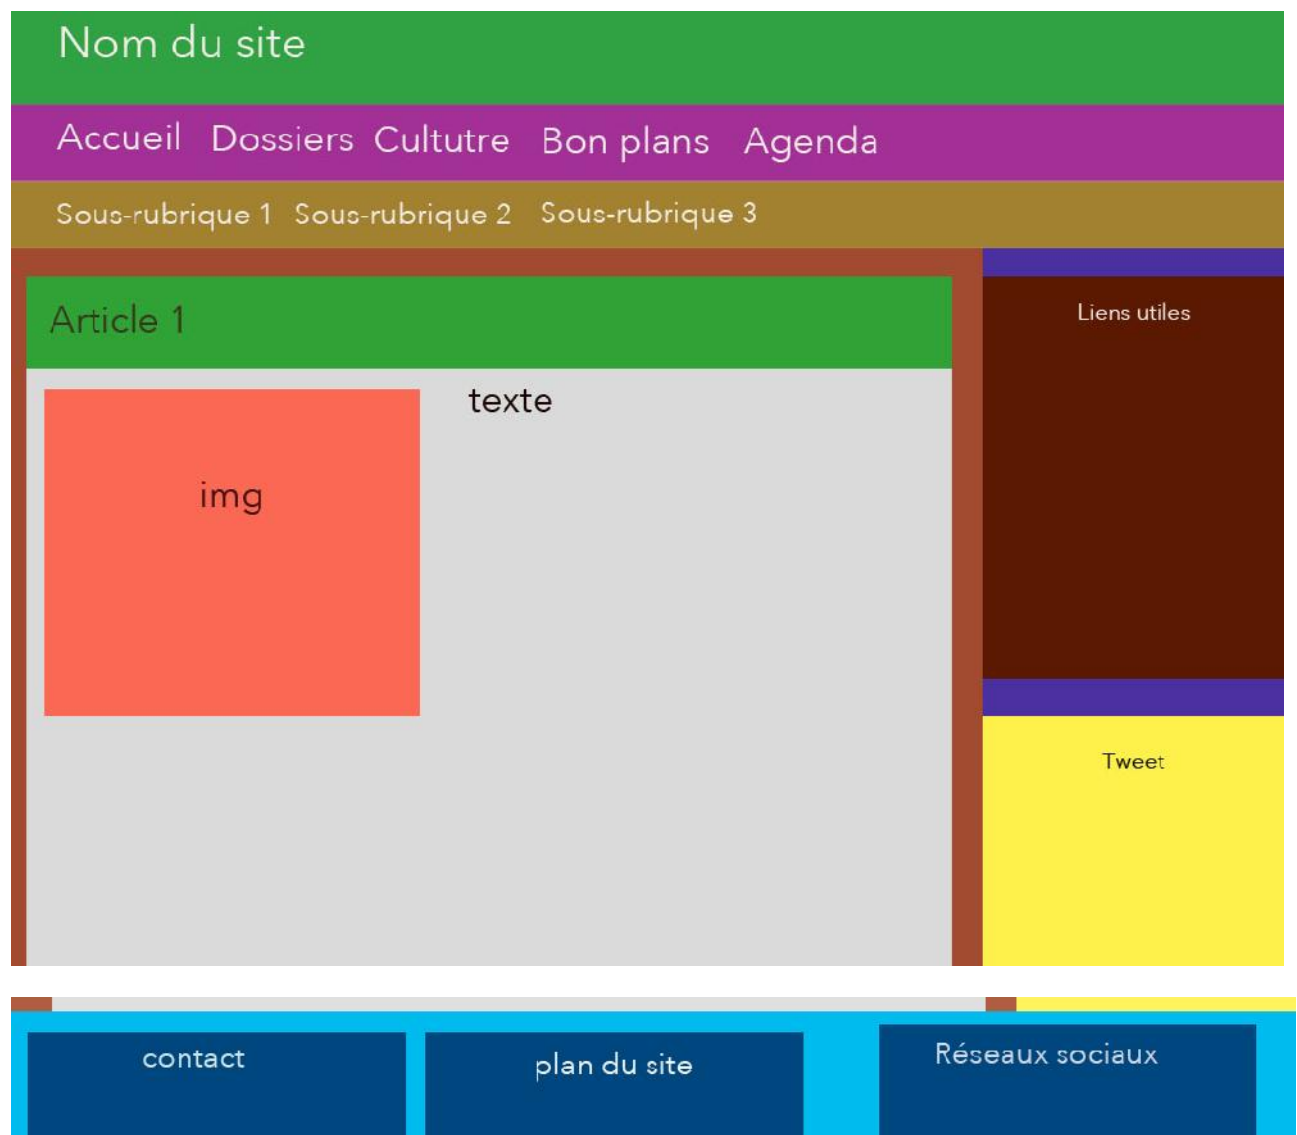 Nom du site
Accueil Dossiers Cultutre Bon plans Agenda
Sous-rubrique 1 Sous-rubrique 2 Sous-rubrique 3
Article 1
Liens utiles
texte
img
Tweet
contact
plan du site
Réseaux sociaux